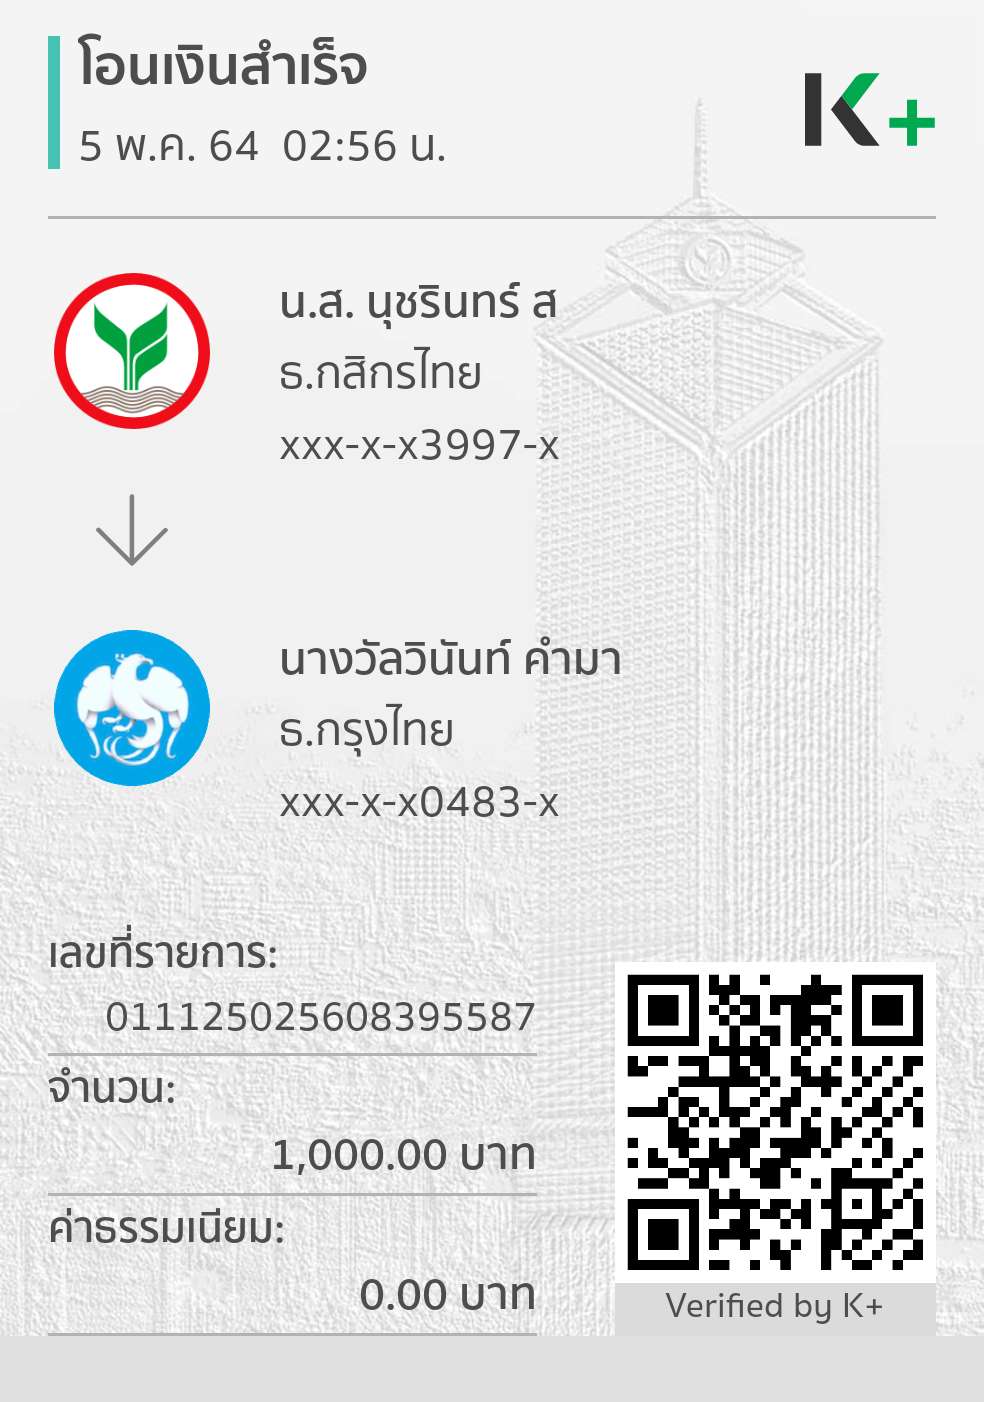 โอนเงินสำเร็จ
5 พ.ค. 64 02:56 น.
K+
น.ส. นุชรินทร์ ส
ธ.กสิกรไทย
xxx-x-x3997-x
นางวัลวินันท์ คำมา
ธ.กรุงไทย
xxx-x-x0483-x
เลขที่รายการ:
011125025608395587
จำนวน:
1,000.00 บาท
ค่าธรรมเนียม:
0.00 บาท
Verified by K+